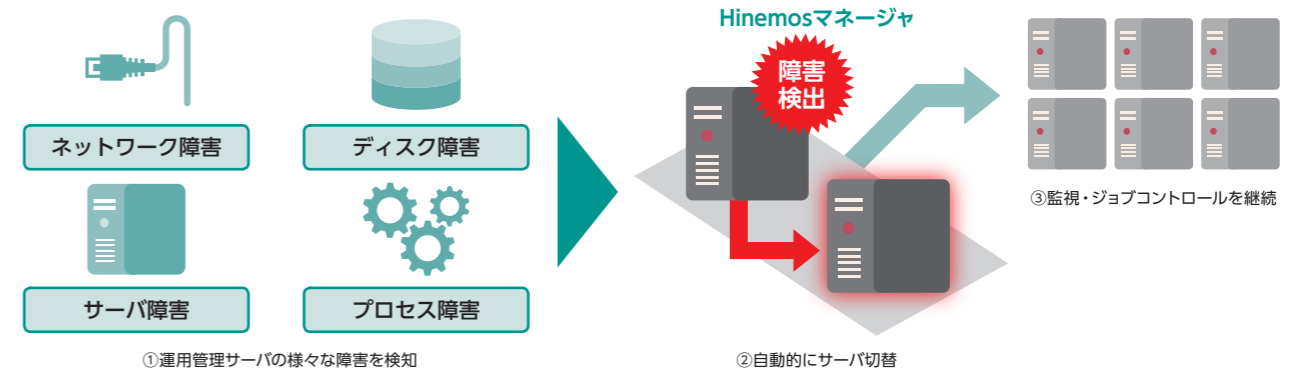 ネットワーク障害
ディスク障害
サーバ障害
プロセス障害
①運用管理サーバの様々な障害を検知
Hinemosマネージャ
障害
検出
②自動的にサーバ切替
③監視・ジョブコントロールを継続